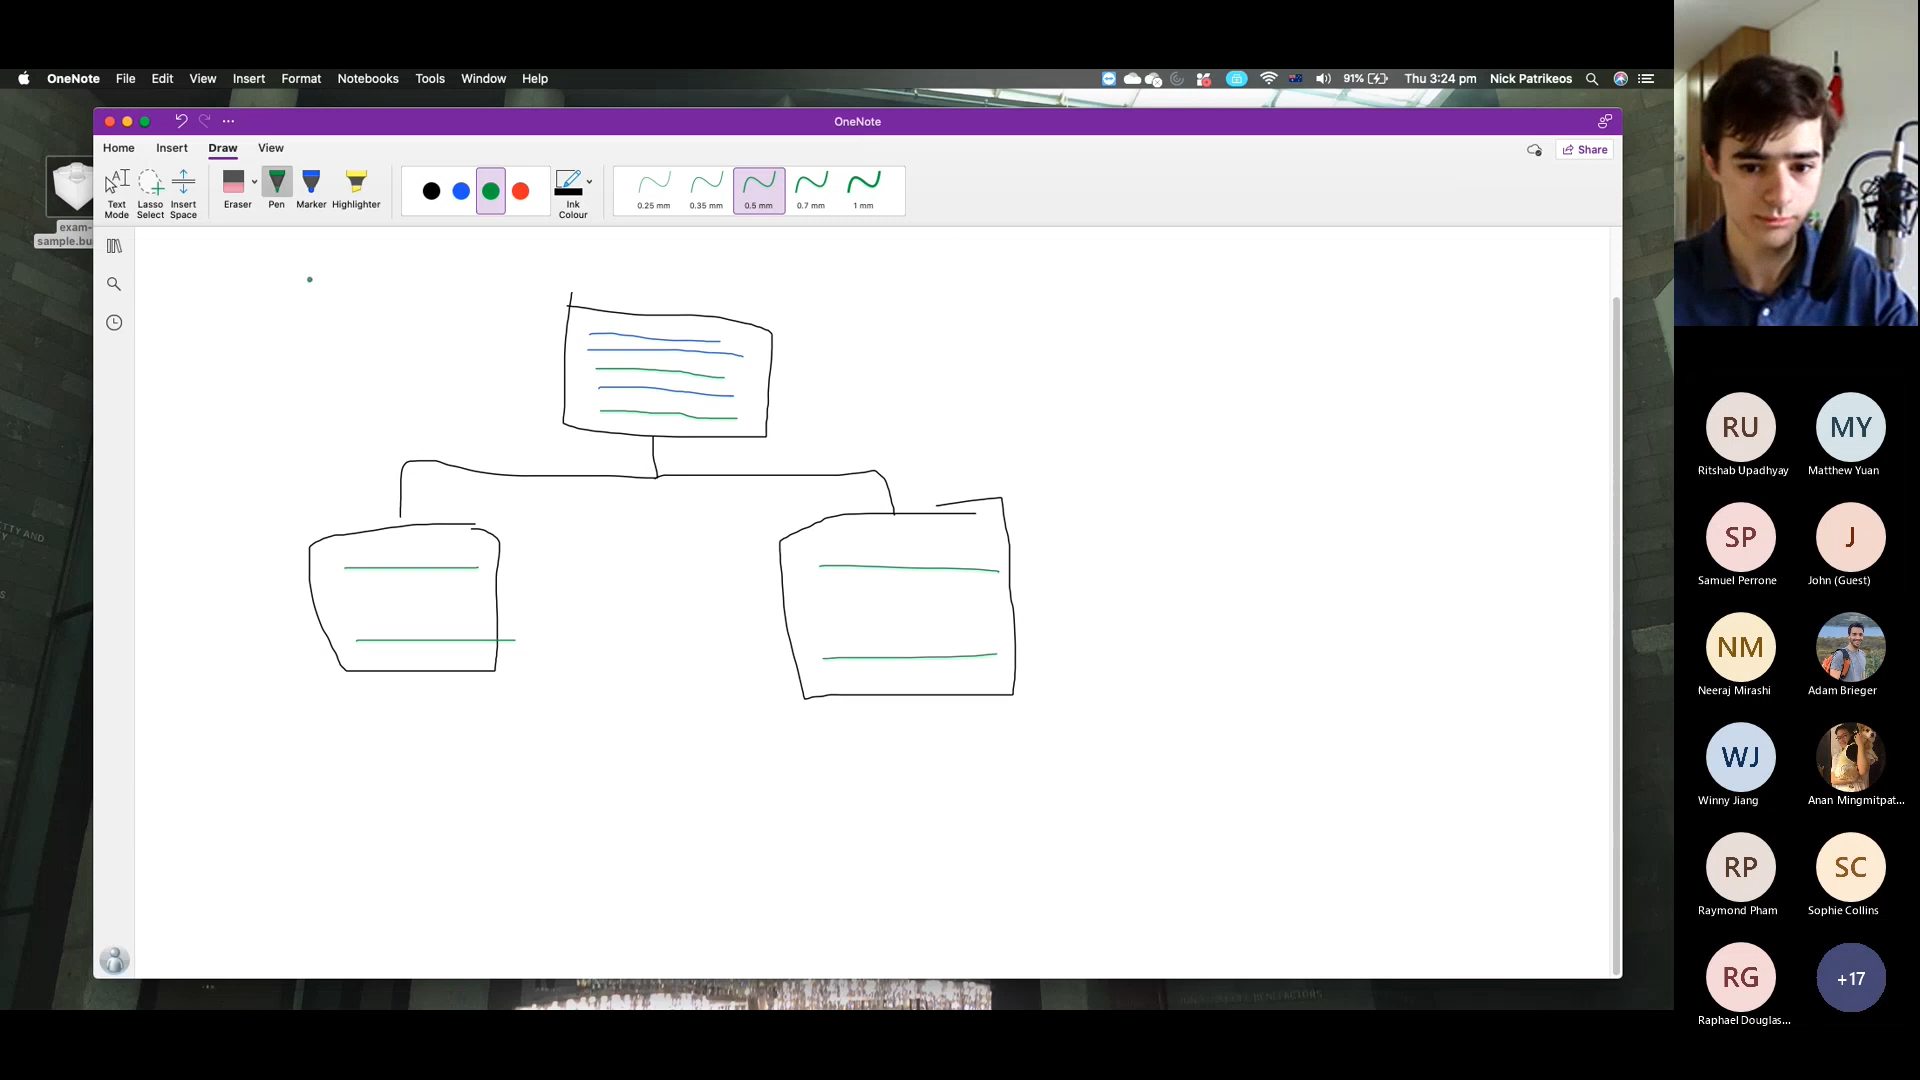 OneNote File Edit View Insert Format Notebooks Tools Window Help 91% Thu 3:24 pm Nick Patrikeos
OneNote
Home Insert Draw View Share
Text Mode
Lasso Select
Insert Space
Eraser
Pen
Marker
Highlighter
Ink Colour
0.25 mm
0.35 mm
0.5 mm
0.7 mm
1 mm
exam-
sample.bu
RU
Ritshab Upadhyay
MY
Matthew Yuan
SP
Samuel Perrone
J
John (Guest)
NM
Neeraj Mirashi
Adam Brieger
WJ
Winny Jiang
Anan Mingmitpat...
RP
Raymond Pham
SC
Sophie Collins
RG
Raphael Douglas...
+17